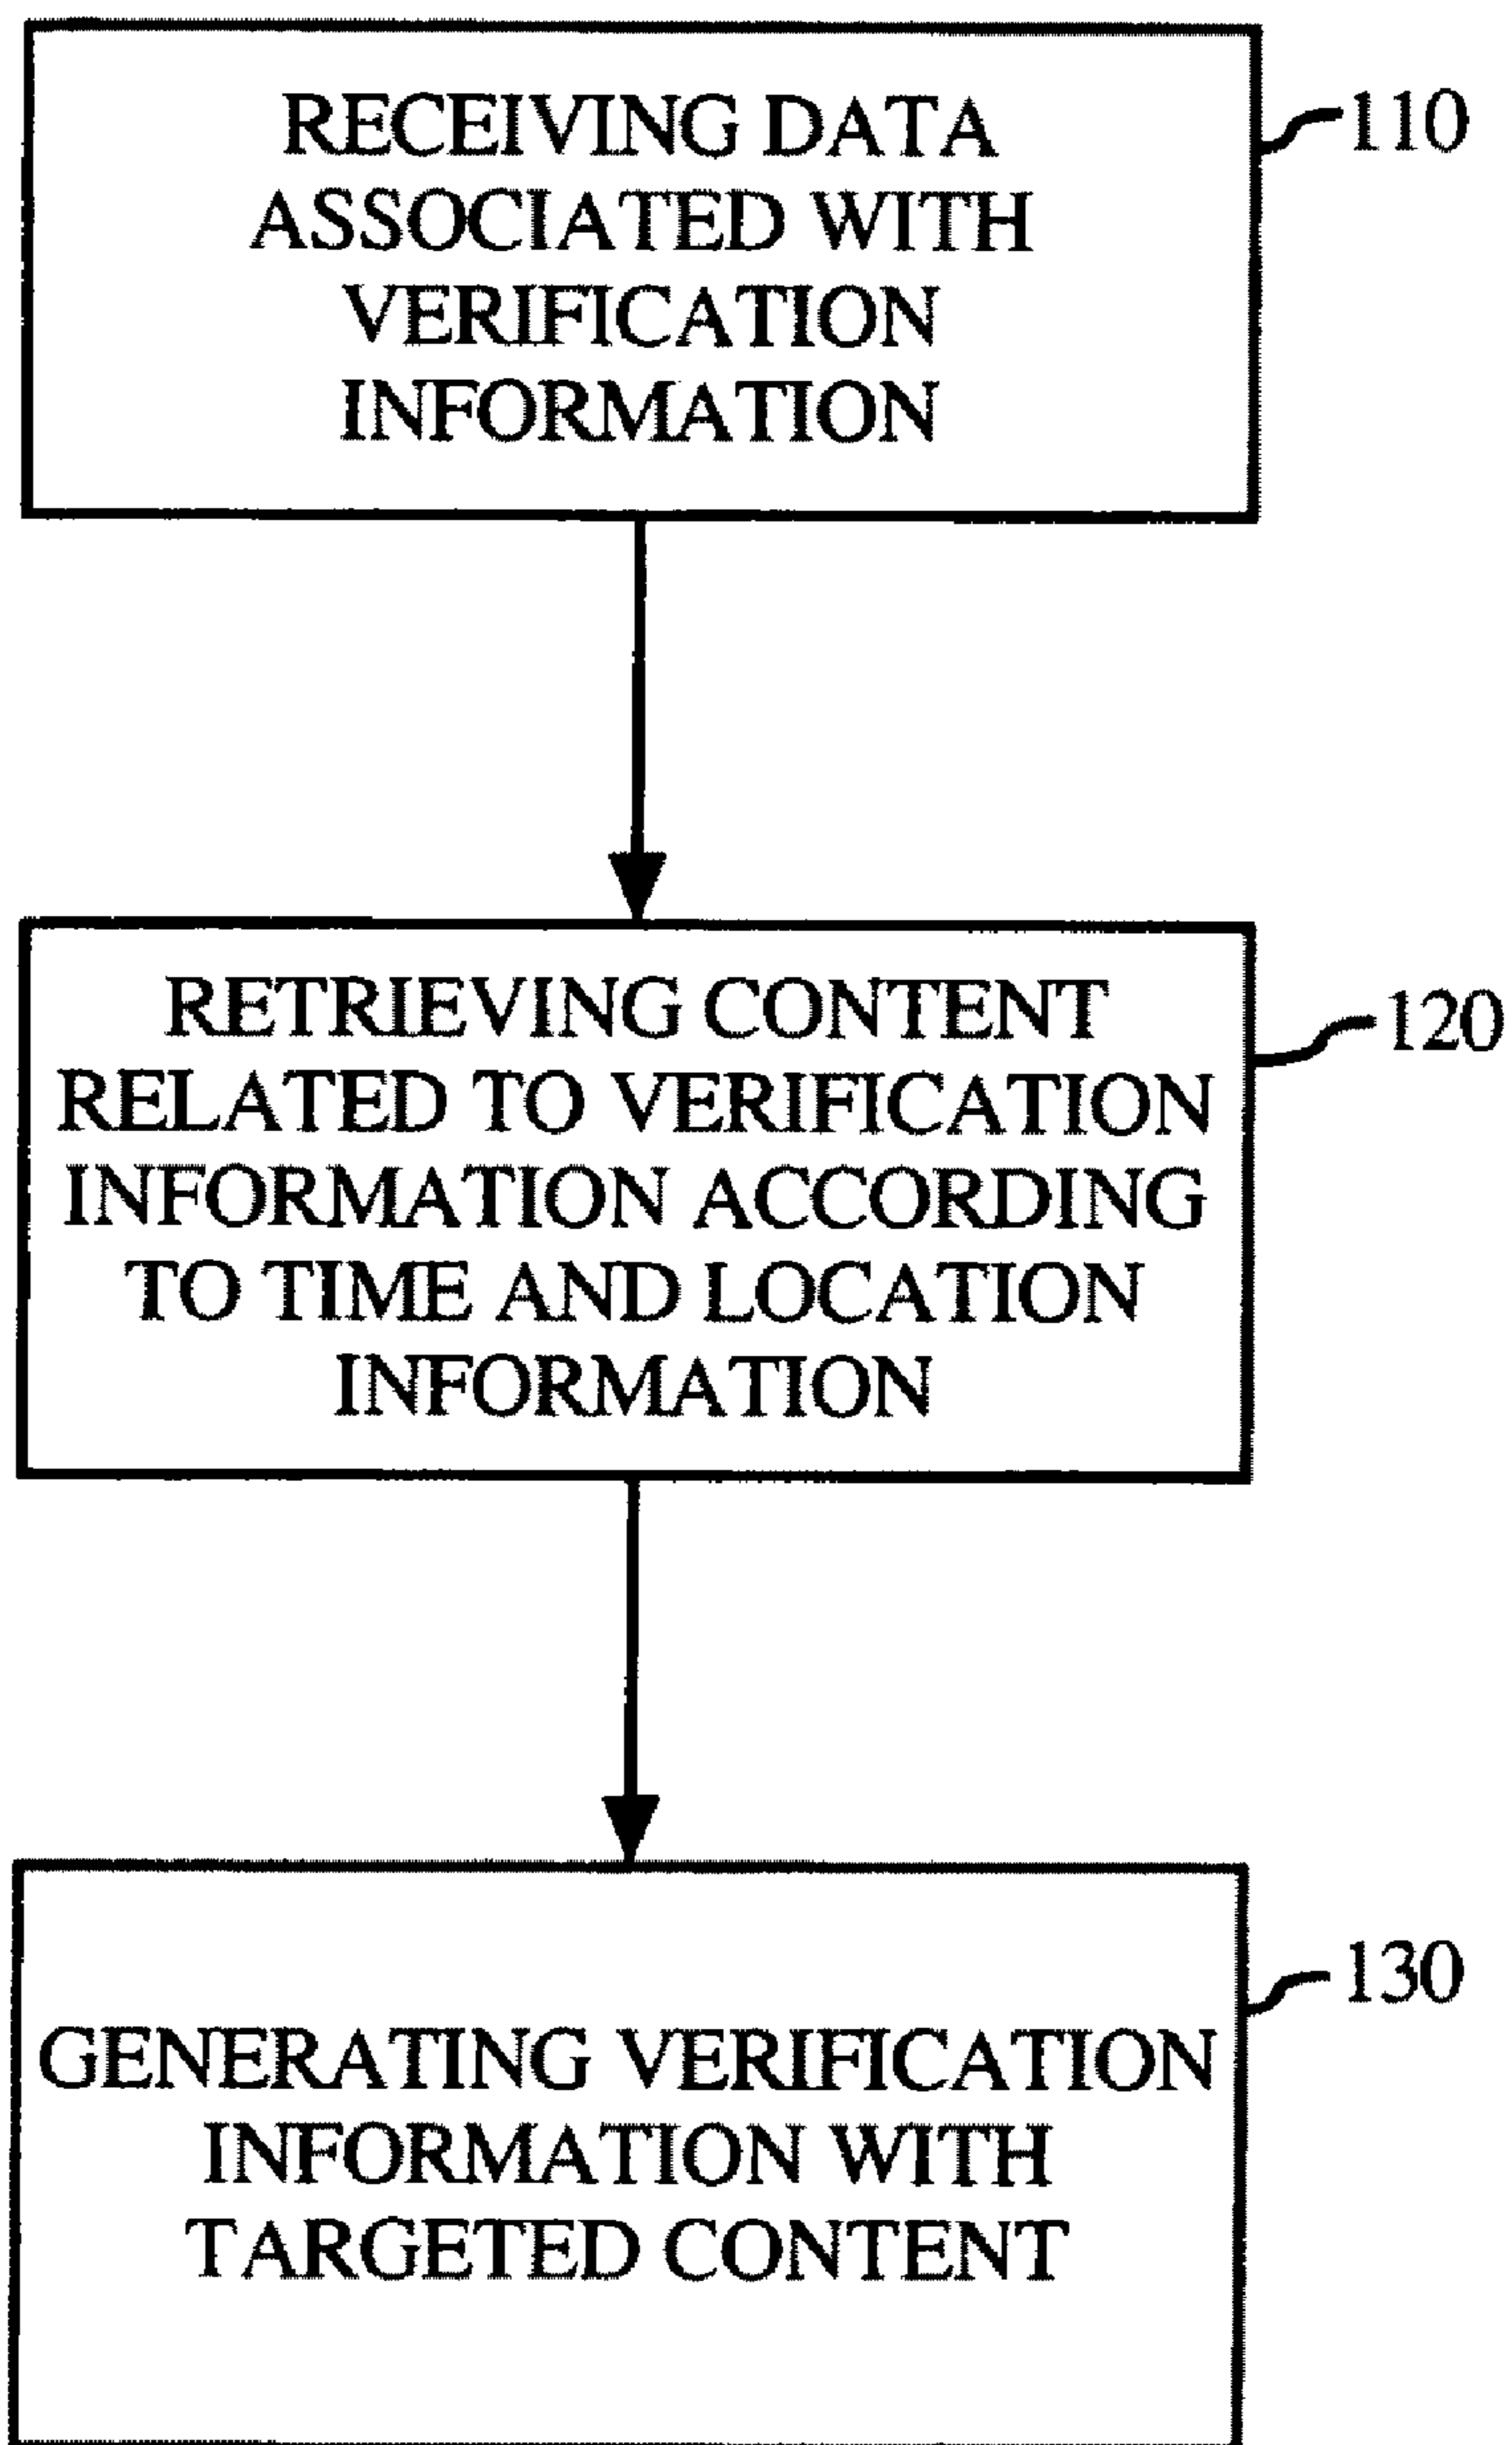 RECEIVING DATA
ASSOCIATED WITH
VERIFICATION
INFORMATION
110
RETRIEVING CONTENT
RELATED TO VERIFICATION
INFORMATION ACCORDING
TO TIME AND LOCATION
INFORMATION
120
GENERATING VERIFICATION
INFORMATION WITH
TARGETED CONTENT
130